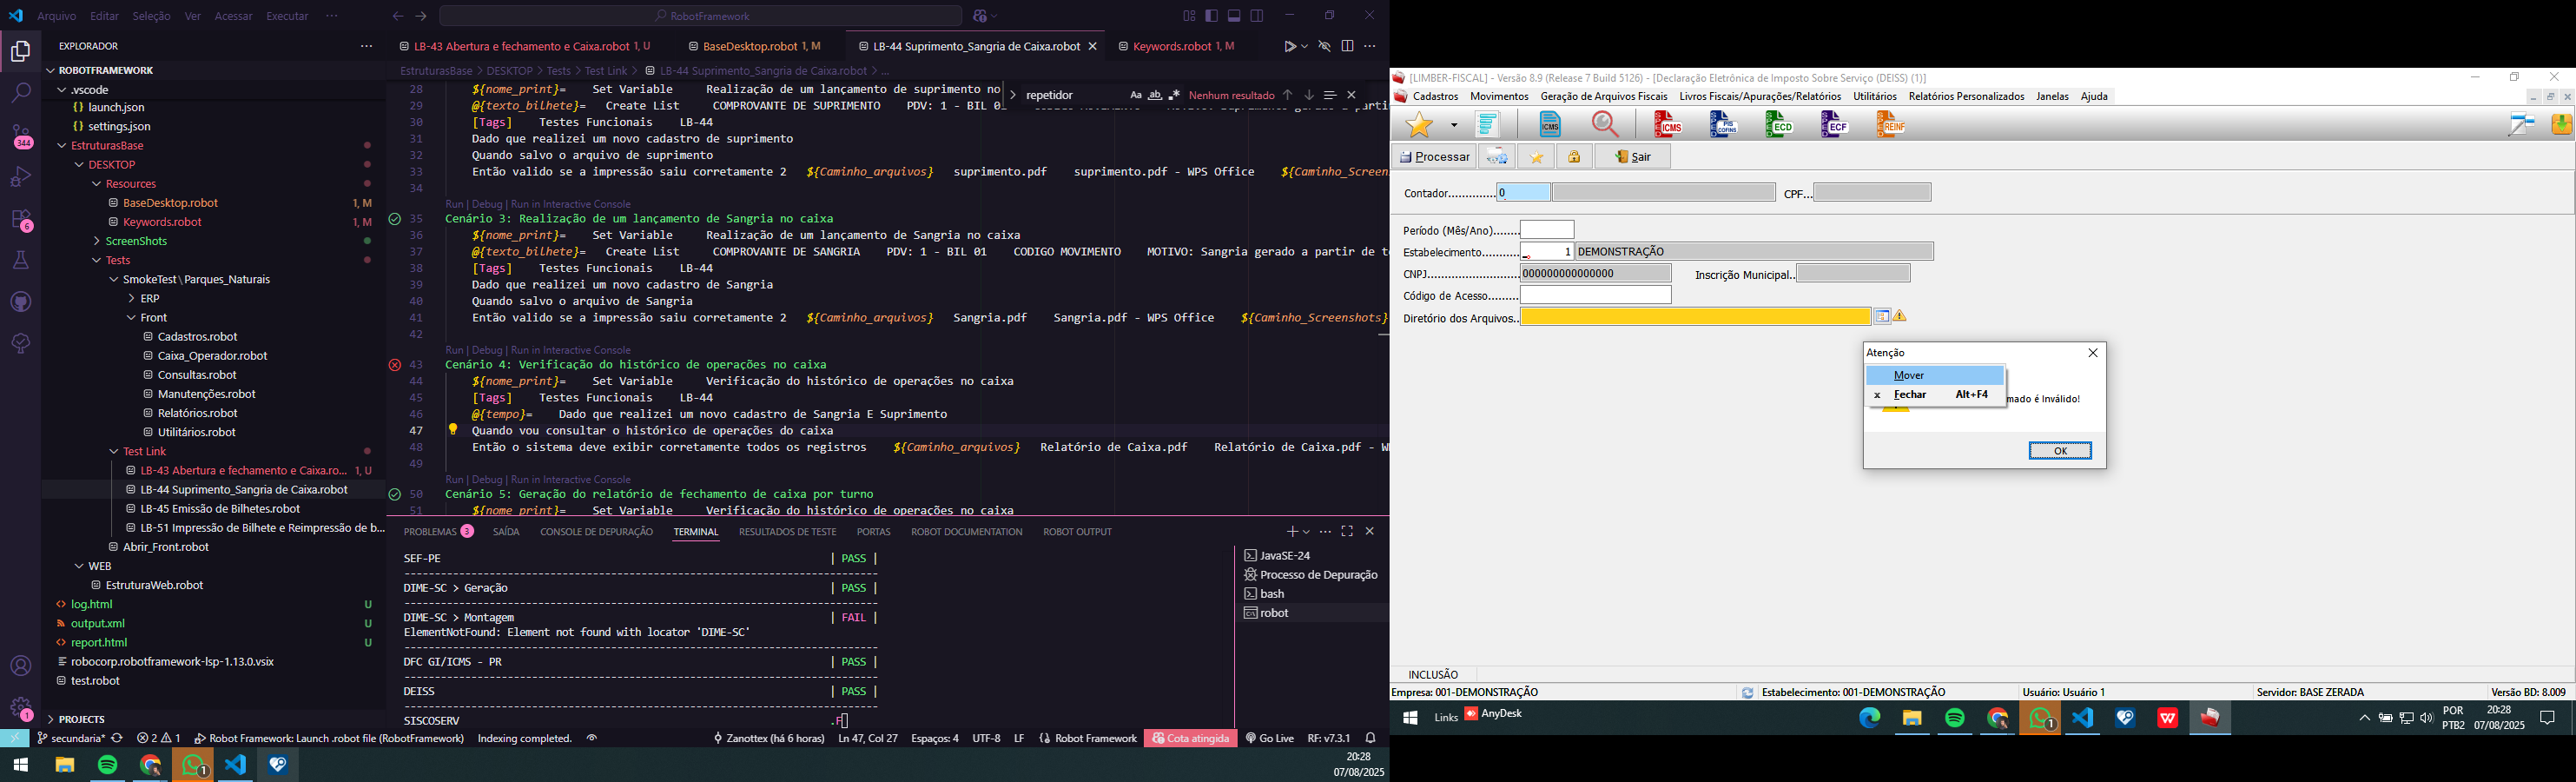 Arquivo Editar Seleção Ver Acessar Executar ···
RobotFramework
EXPLORADOR ···
ROBOTFRAMEWORK
.vscode
launch.json
settings.json
EstruturasBase
DESKTOP
Resources
BaseDesktop.robot 1, M
Keywords.robot 1, M
ScreenShots
Tests
SmokeTest\Parques_Naturais
ERP
Front
Cadastros.robot
Caixa_Operador.robot
Consultas.robot
Manutenções.robot
Relatórios.robot
Utilitários.robot
Test Link
LB-43 Abertura e fechamento e Caixa.ro... 1, U
LB-44 Suprimento_Sangria de Caixa.robot
LB-45 Emissão de Bilhetes.robot
LB-51 Impressão de Bilhete e Reimpressão de b...
Abrir_Front.robot
WEB
EstruturaWeb.robot
log.html U
output.xml U
report.html U
robocorp.robotframework-lsp-1.13.0.vsix
test.robot
PROJECTS
344
6
1
LB-43 Abertura e fechamento e Caixa.robot 1, U
BaseDesktop.robot 1, M
LB-44 Suprimento_Sangria de Caixa.robot
Keywords.robot 1, M
EstruturasBase > DESKTOP > Tests > Test Link > LB-44 Suprimento_Sangria de Caixa.robot > ...
repetidor Aa ab Nenhum resultado
28 ${nome_print}= Set Variable Realização de um lançamento de suprimento no
29 @{texto_bilhete}= Create List COMPROVANTE DE SUPRIMENTO PDV: 1 - BIL 01
30 [Tags] Testes Funcionais LB-44
31 Dado que realizei um novo cadastro de suprimento
32 Quando salvo o arquivo de suprimento
33 Então valido se a impressão saiu corretamente 2 ${Caminho_arquivos} suprimento.pdf suprimento.pdf - WPS Office ${Caminho_Screen
34
Run | Debug | Run in Interactive Console
35 Cenário 3: Realização de um lançamento de Sangria no caixa
36 ${nome_print}= Set Variable Realização de um lançamento de Sangria no caixa
37 @{texto_bilhete}= Create List COMPROVANTE DE SANGRIA PDV: 1 - BIL 01 CODIGO MOVIMENTO MOTIVO: Sangria gerado a partir de te
38 [Tags] Testes Funcionais LB-44
39 Dado que realizei um novo cadastro de Sangria
40 Quando salvo o arquivo de Sangria
41 Então valido se a impressão saiu corretamente 2 ${Caminho_arquivos} Sangria.pdf Sangria.pdf - WPS Office ${Caminho_Screenshots}
42
Run | Debug | Run in Interactive Console
43 Cenário 4: Verificação do histórico de operações no caixa
44 ${nome_print}= Set Variable Verificação do histórico de operações no caixa
45 [Tags] Testes Funcionais LB-44
46 @{tempo}= Dado que realizei um novo cadastro de Sangria E Suprimento
47 Quando vou consultar o histórico de operações do caixa
48 Então o sistema deve exibir corretamente todos os registros ${Caminho_arquivos} Relatório de Caixa.pdf Relatório de Caixa.pdf - W
49
Run | Debug | Run in Interactive Console
50 Cenário 5: Geração do relatório de fechamento de caixa por turno
51 ${nome_print}= Set Variable Verificação do histórico de operações no caixa
PROBLEMAS 3 SAÍDA CONSOLE DE DEPURAÇÃO TERMINAL RESULTADOS DE TESTE PORTAS ROBOT DOCUMENTATION ROBOT OUTPUT
SEF-PE | PASS |
DIME-SC > Geração | PASS |
DIME-SC > Montagem | FAIL |
ElementNotFound: Element not found with locator 'DIME-SC'
DFC GI/ICMS - PR | PASS |
DEISS | PASS |
SISCOSERV .F
JavaSE-24
Processo de Depuração
bash
robot
secundaria* 2 1 Robot Framework: Launch .robot file (RobotFramework) Indexing completed. Zanottex (há 6 horas) Ln 47, Col 27 Espaços: 4 UTF-8 LF Robot Framework Cota atingida Go Live RF: v7.3.1
1
20:28
07/08/2025
[LIMBER-FISCAL] - Versão 8.9 (Release 7 Build 5126) - [Declaração Eletrônica de Imposto Sobre Serviço (DEISS) (1)]
Cadastros Movimentos Geração de Arquivos Fiscais Livros Fiscais/Apurações/Relatórios Utilitários Relatórios Personalizados Janelas Ajuda
ICMS ICMS PIS COFINS ECD ECF REINF
Processar Sair
Contador............. 0 CPF...
Período (Mês/Ano).......
Estabelecimento........... 1 DEMONSTRAÇÃO
CNPJ........................ 000000000000000 Inscrição Municipal..
Código de Acesso.........
Diretório dos Arquivos..
Atenção
Mover
x Fechar Alt+F4
mado é Inválido!
OK
INCLUSÃO
Empresa: 001-DEMONSTRAÇÃO Estabelecimento: 001-DEMONSTRAÇÃO Usuário: Usuário 1 Servidor: BASE ZERADA Versão BD: 8.009
Links AnyDesk
1
POR
PTB2
20:28
07/08/2025